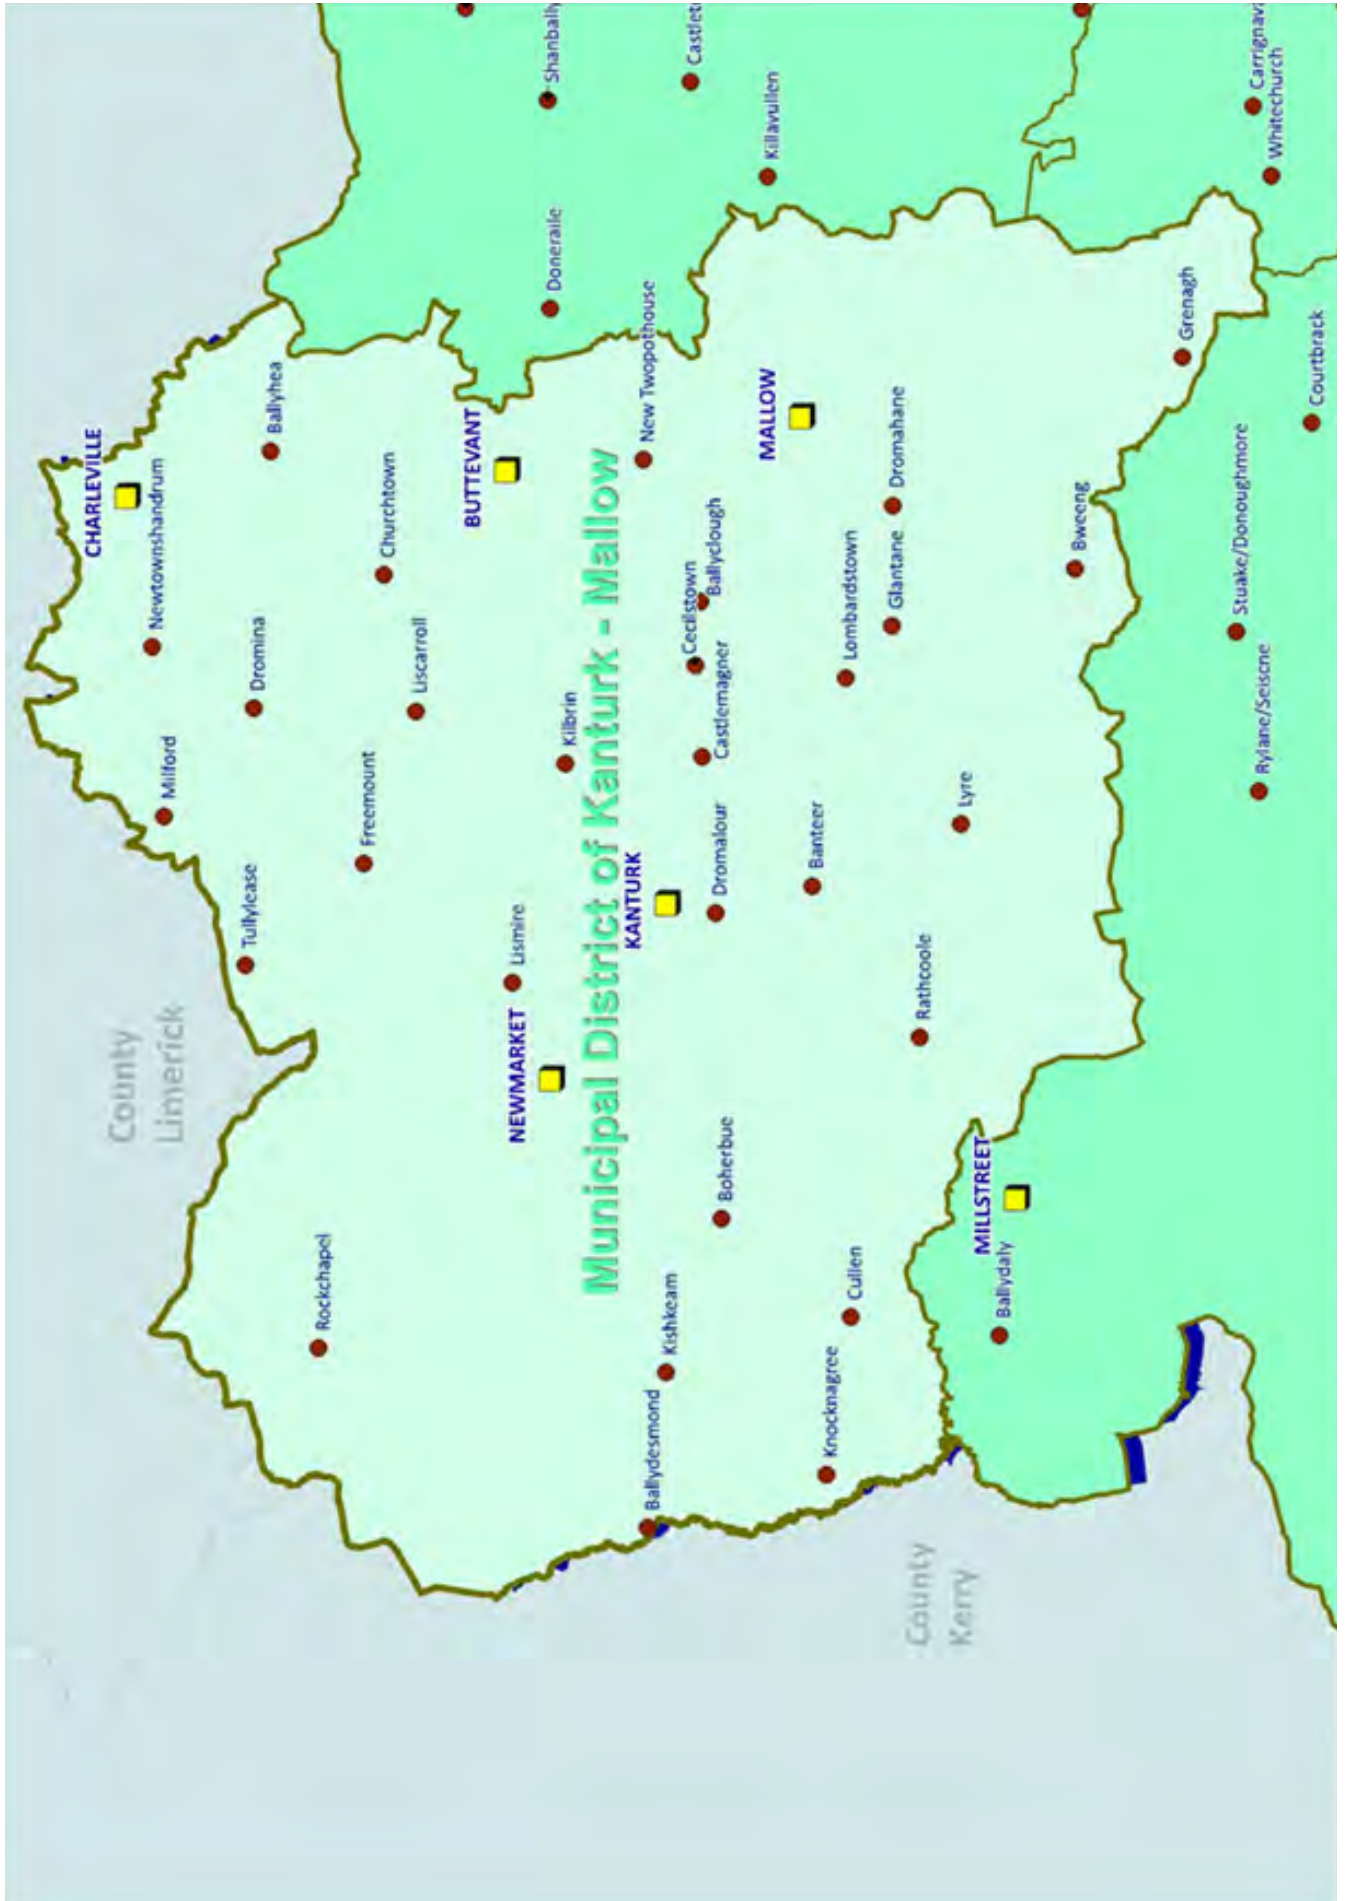 CHARLEVILLE
Newtownshandrum
Ballyhea
Milford
Dromina
Tullylease
Churchtown
Liscarroll
Freemount
County
Limerick
Rockchapel
BUTTEVANT
Doneraile
Shanbally
Castlet
Killavullen
New Twopothouse
Kilbrin
Lismire
NEWMARKET
Municipal District of Kanturk - Mallow
KANTURK
Cecilstown
Ballyclough
Castlemagner
Dromalour
Boherbue
Kishkeam
Ballydesmond
MALLOW
Dromahane
Lombardstown
Glantane
Banteer
Rathcoole
Lyre
Cullen
Knocknagree
County
Kerry
MILLSTREET
Ballydaly
Bweeng
Grenagh
Carrignava
Whitechurch
Courtbrack
Stuake/Donoughmore
Rylane/Seiscne